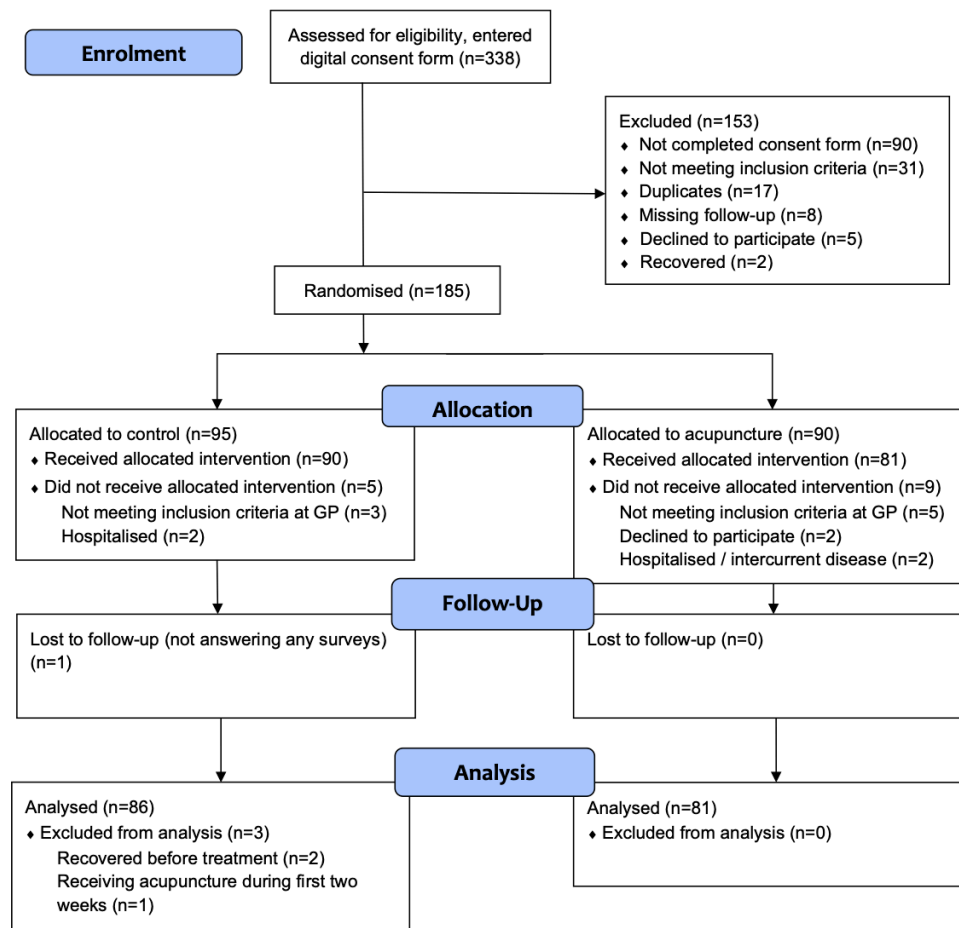 Enrolment
Assessed for eligibility, entered
digital consent form (n=338)
Excluded (n=153)
♦ Not completed consent form (n=90)
♦ Not meeting inclusion criteria (n=31)
♦ Duplicates (n=17)
♦ Missing follow-up (n=8)
♦ Declined to participate (n=5)
♦ Recovered (n=2)
Randomised (n=185)
Allocation
Allocated to control (n=95)
♦ Received allocated intervention (n=90)
♦ Did not receive allocated intervention (n=5)
Not meeting inclusion criteria at GP (n=3)
Hospitalised (n=2)
Allocated to acupuncture (n=90)
♦ Received allocated intervention (n=81)
♦ Did not receive allocated intervention (n=9)
Not meeting inclusion criteria at GP (n=5)
Declined to participate (n=2)
Hospitalised / intercurrent disease (n=2)
Follow-Up
Lost to follow-up (not answering any surveys)
(n=1)
Lost to follow-up (n=0)
Analysis
Analysed (n=86)
♦ Excluded from analysis (n=3)
Recovered before treatment (n=2)
Receiving acupuncture during first two
weeks (n=1)
Analysed (n=81)
♦ Excluded from analysis (n=0)